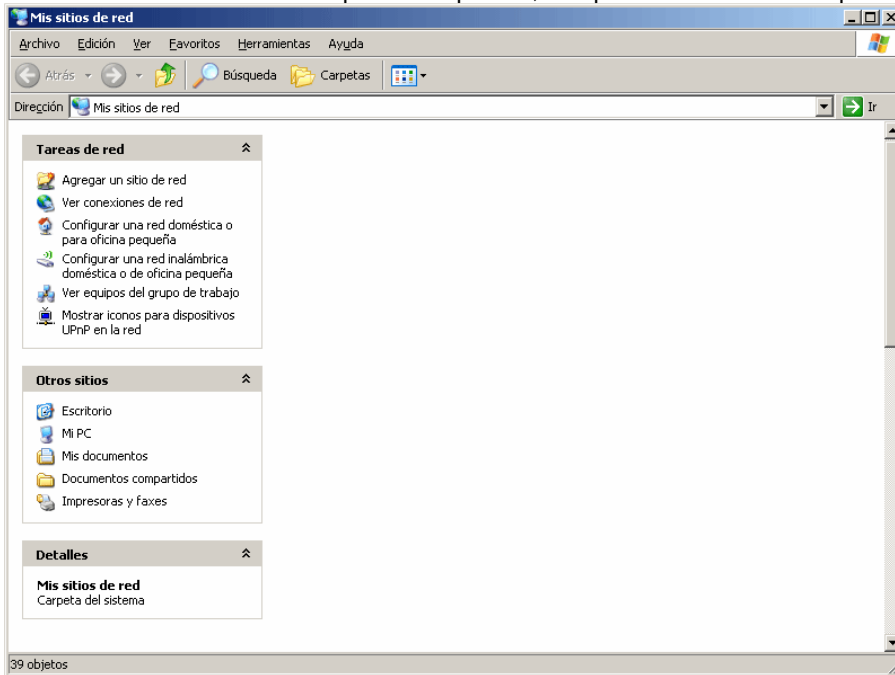 Mis sitios de red
Archivo Edición Ver Favoritos Herramientas Ayuda
Atrás Búsqueda Carpetas
Dirección Mis sitios de red Ir
Tareas de red
Agregar un sitio de red
Ver conexiones de red
Configurar una red doméstica o
para oficina pequeña
Configurar una red inalámbrica
doméstica o de oficina pequeña
Ver equipos del grupo de trabajo
Mostrar iconos para dispositivos
UPnP en la red
Otros sitios
Escritorio
Mi PC
Mis documentos
Documentos compartidos
Impresoras y faxes
Detalles
Mis sitios de red
Carpeta del sistema
39 objetos